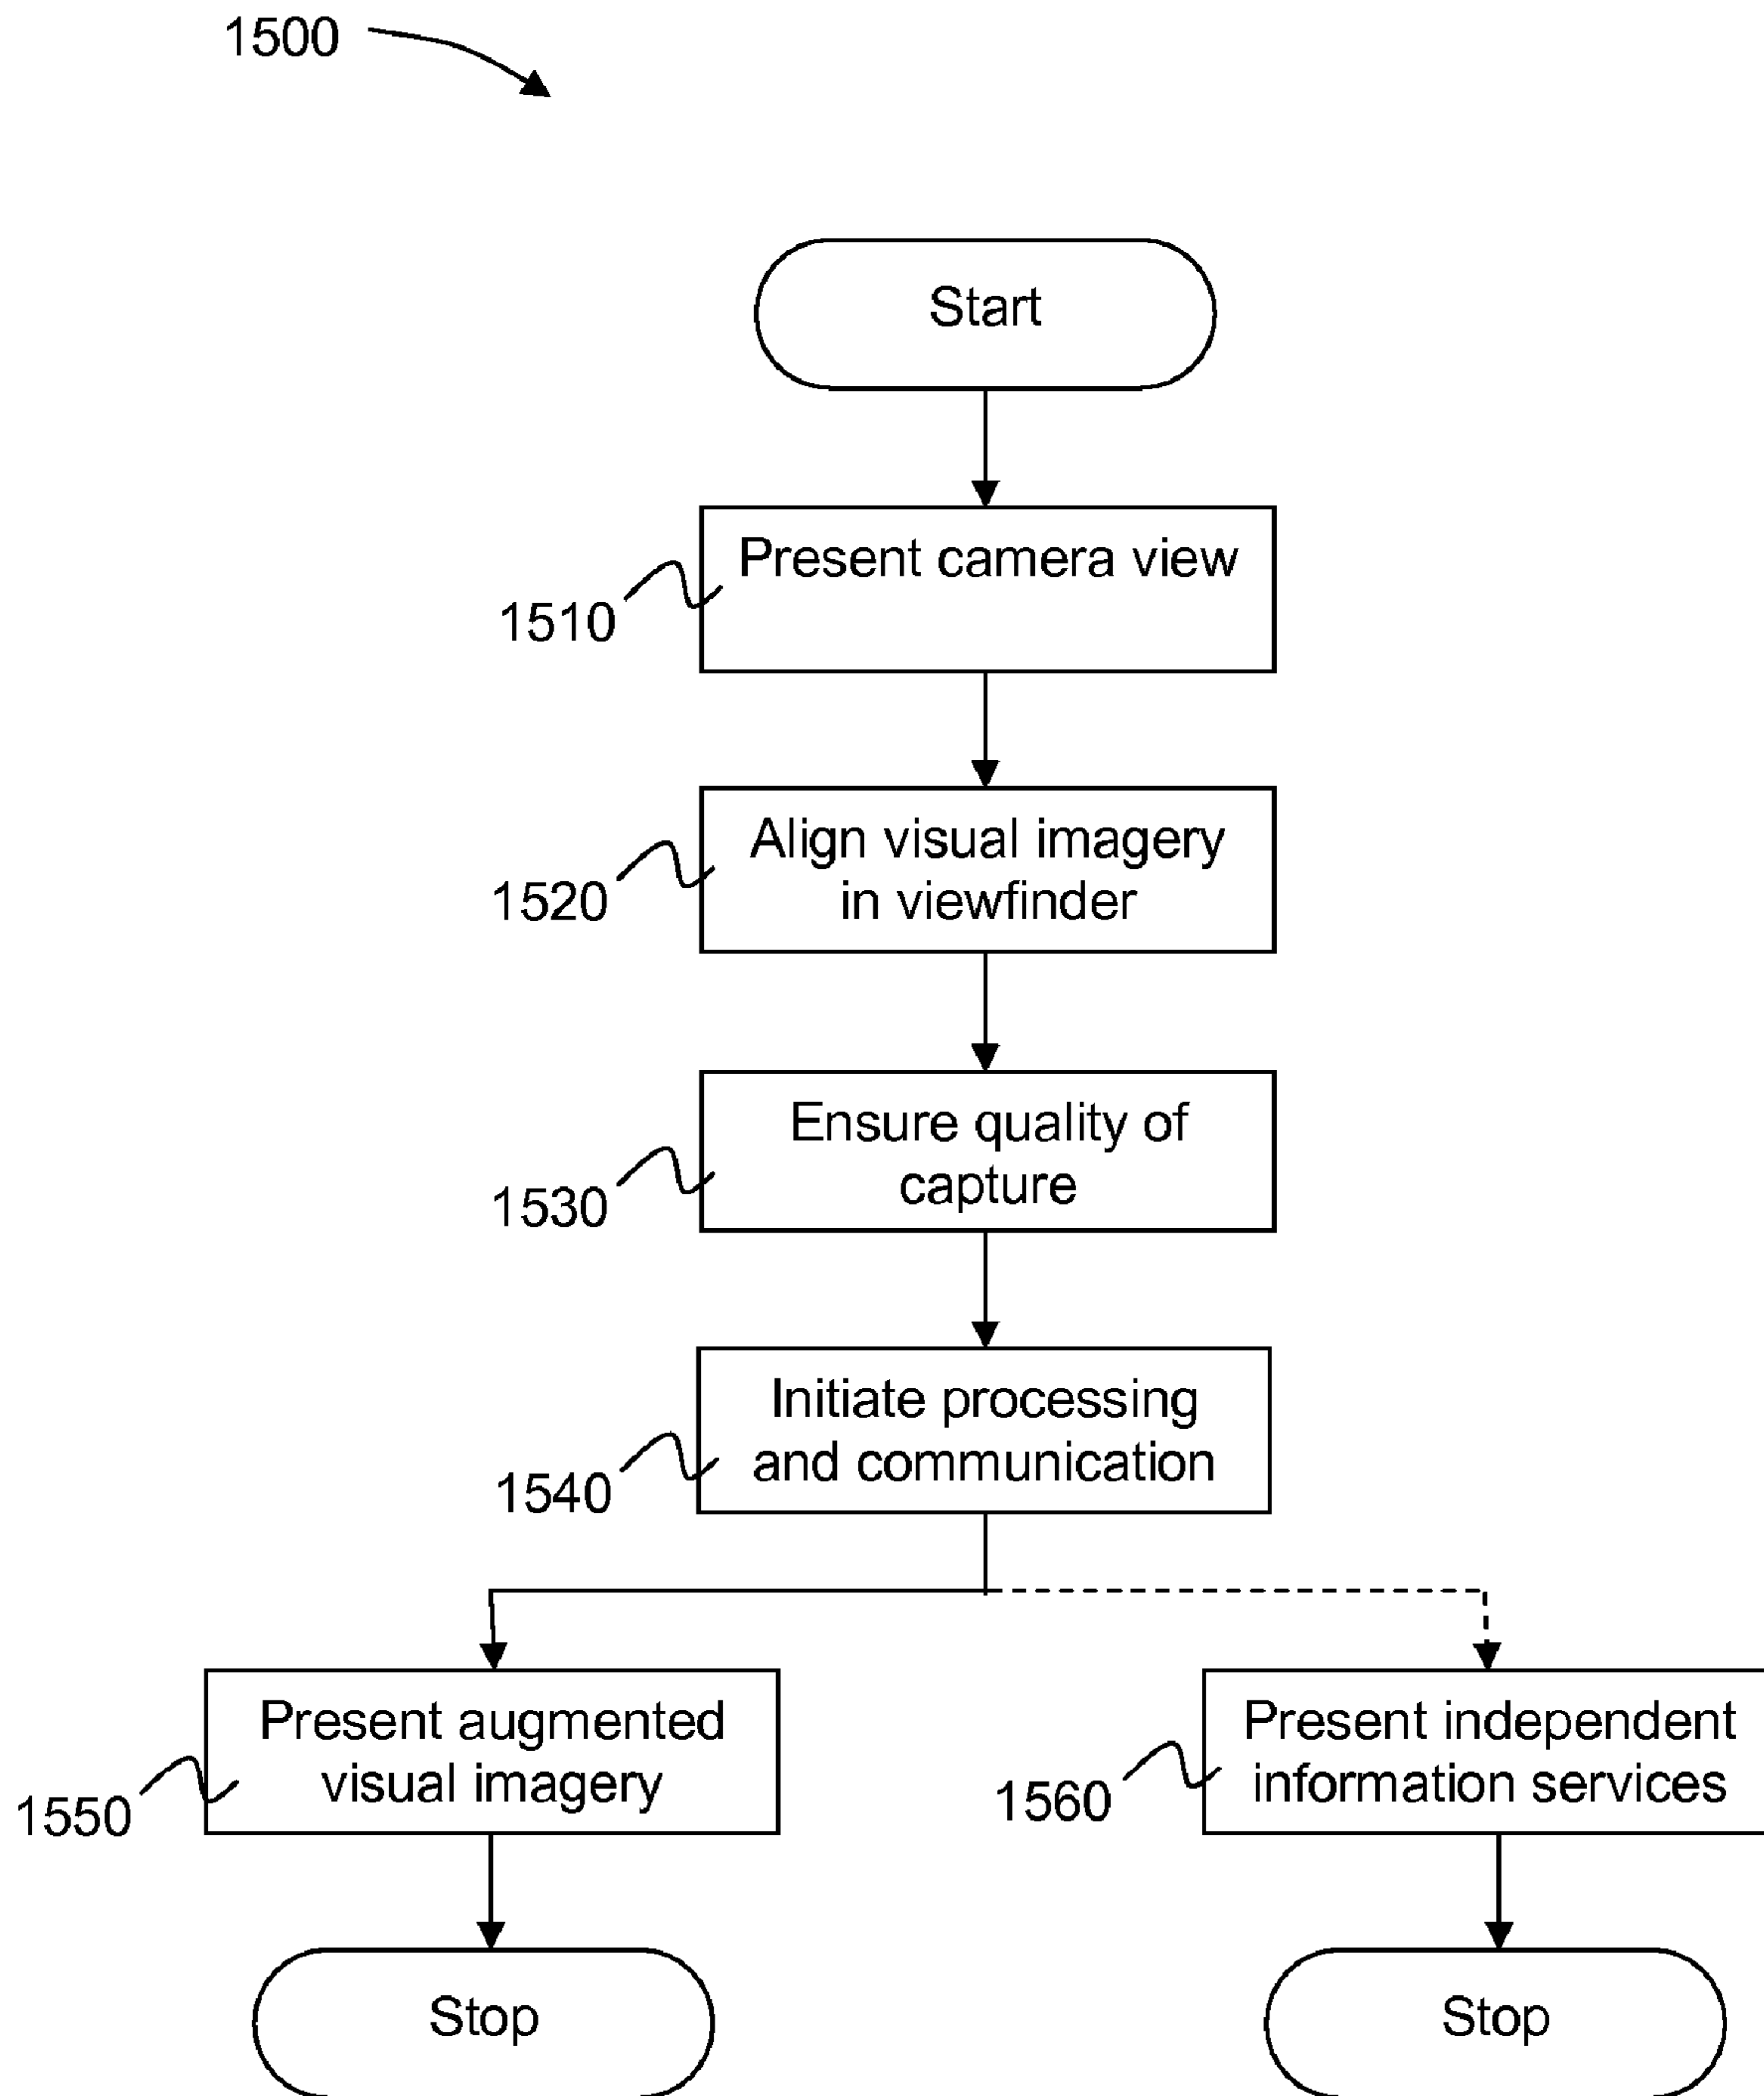 1500
Start
Present camera view
1510
Align visual imagery
in viewfinder
1520
Ensure quality of
capture
1530
Initiate processing
and communication
1540
Present augmented
visual imagery
1550
Present independent
information services
1560
Stop
Stop